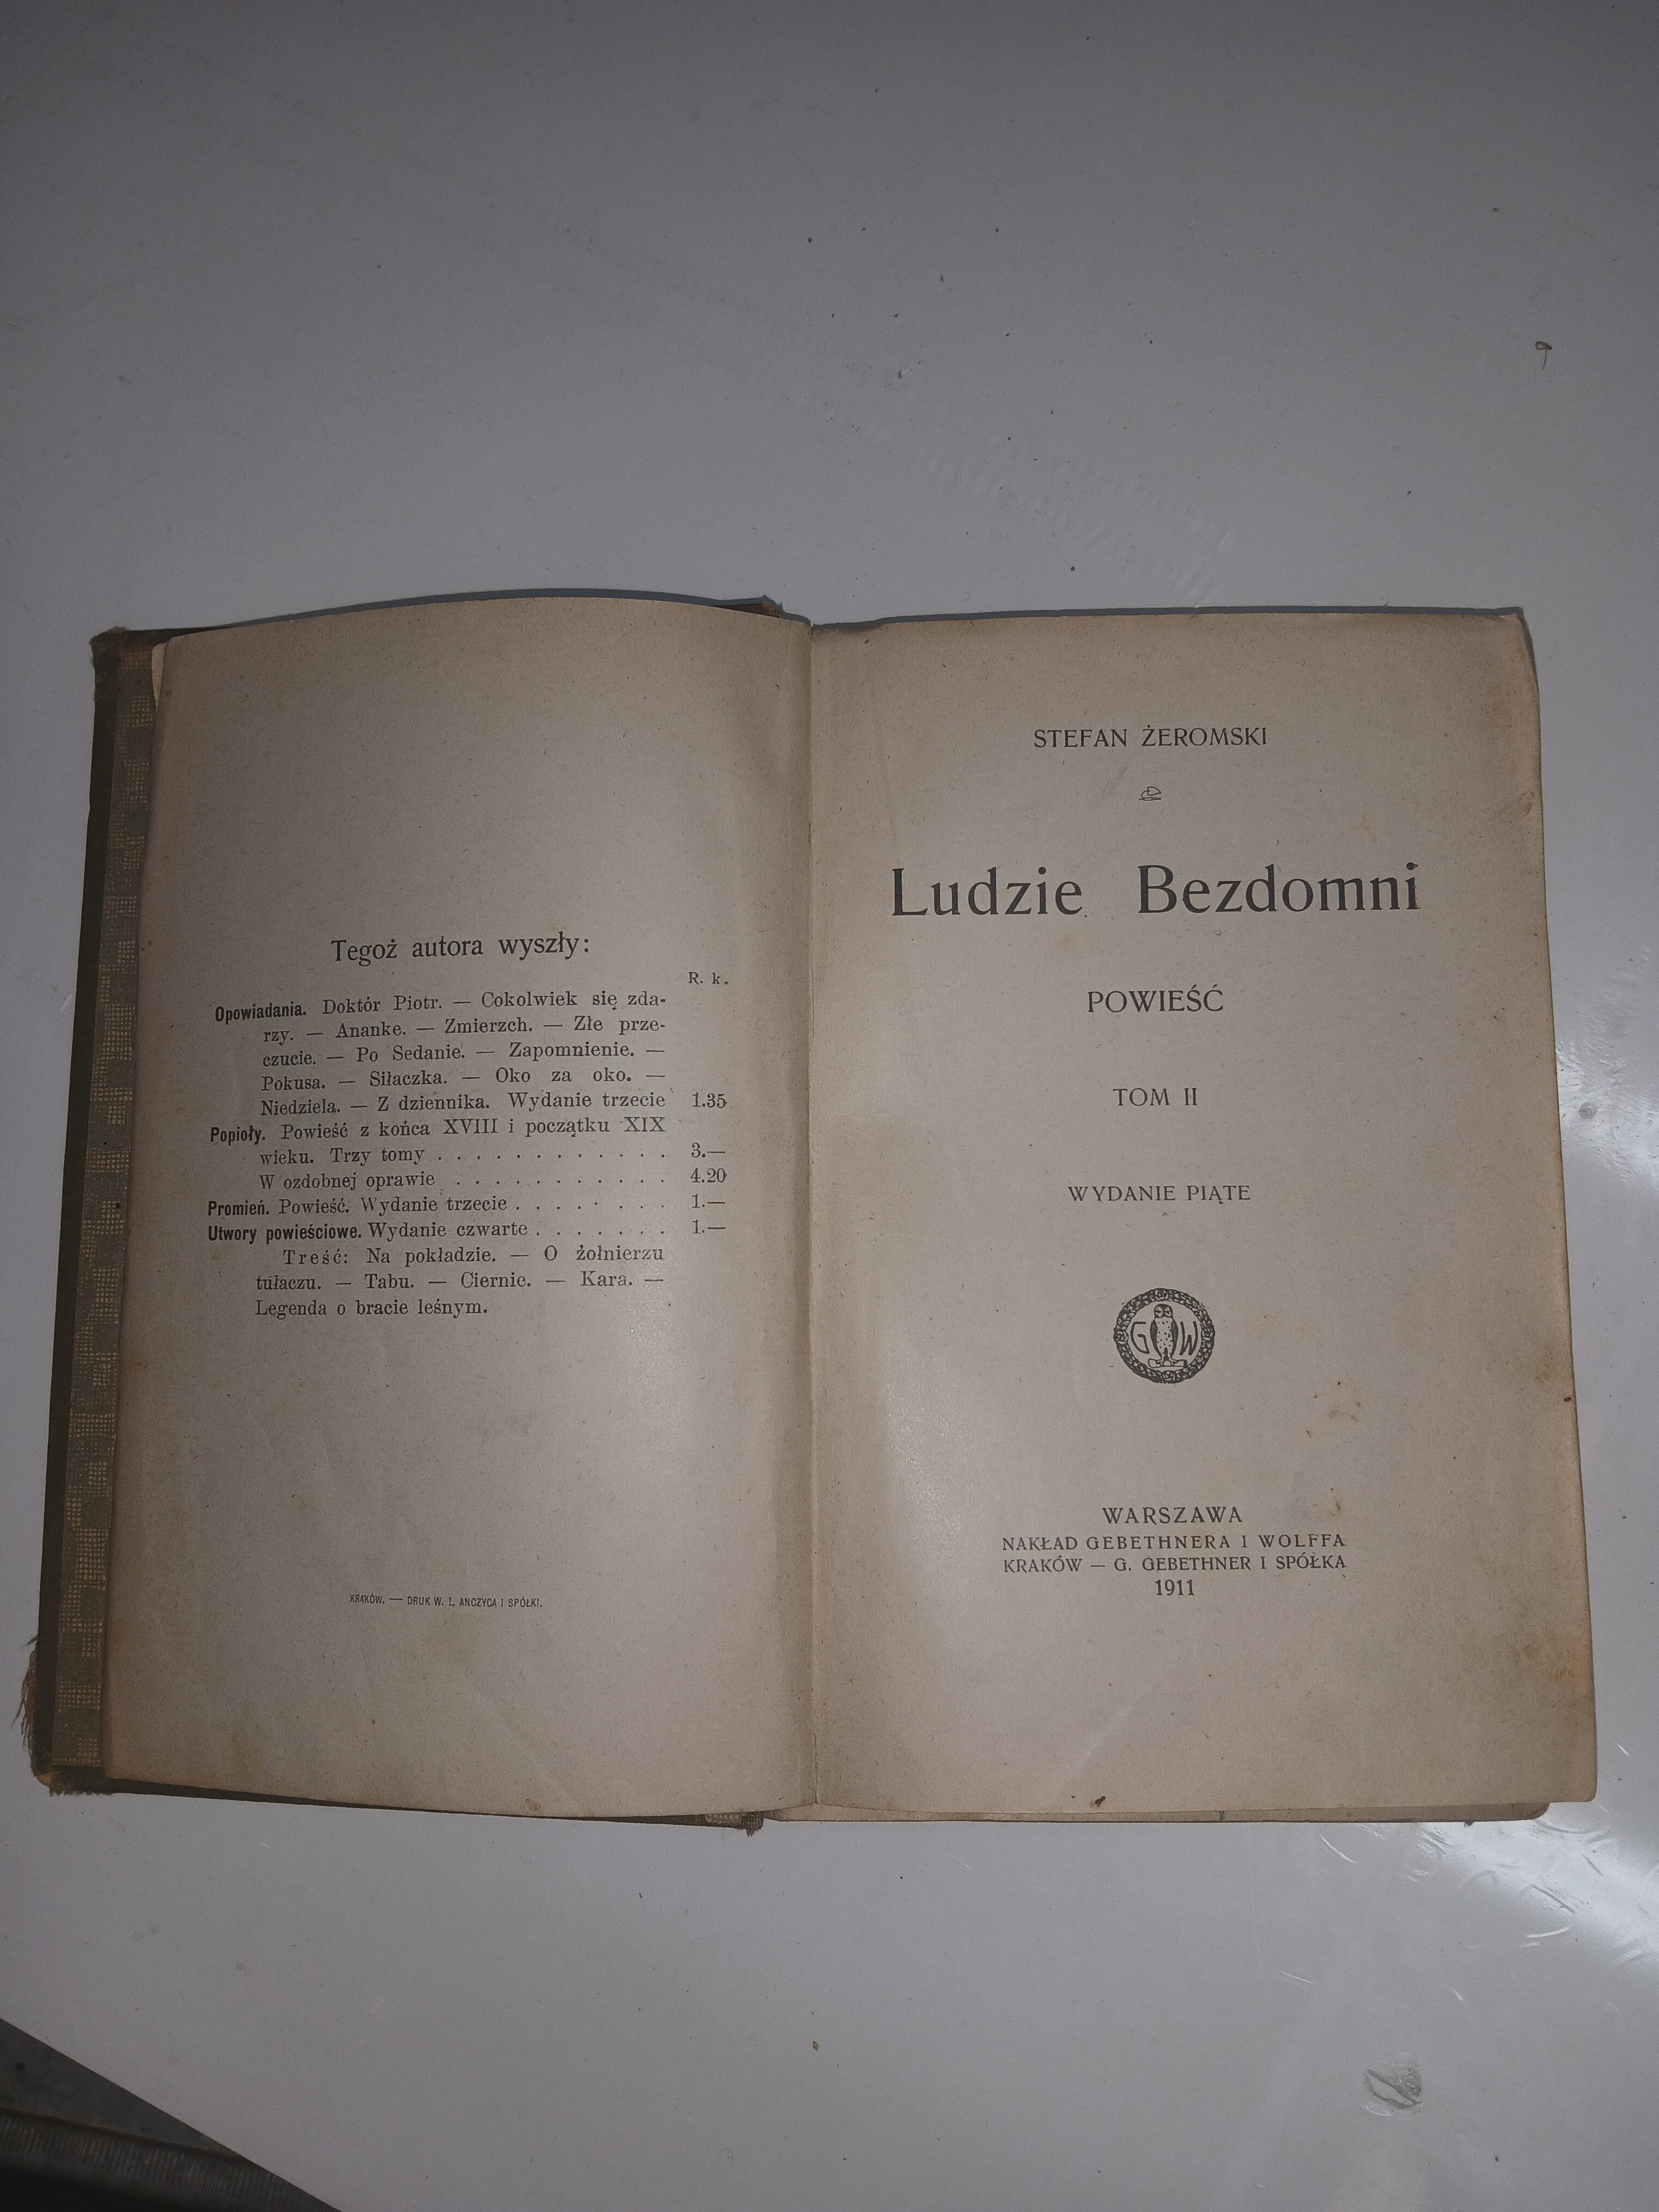 Tegoż autora wyszły:
R. k.
Opowiadania. Doktór Piotr. — Cokolwiek się zda-
rzy. — Ananke. — Zmierzch. — Złe prze-
czucie. — Po Sedanie. — Zapomnienie. —
Pokusa. — Siłaczka. — Oko za oko. —
Niedziela. — Z dziennika. Wydanie trzecie 1.35
Popioły. Powieść z końca XVIII i początku XIX
wieku. Trzy tomy . . . . . . . . . . . . 3.—
W ozdobnej oprawie . . . . . . . . . . . 4.20
Promień. Powieść. Wydanie trzecie . . . . . . . . 1.—
Utwory powieściowe. Wydanie czwarte . . . . . . . 1.—
Treść: Na pokładzie. — O żołnierzu
tułaczu. — Tabu. — Ciernie. — Kara. —
Legenda o bracie leśnym.
KRAKÓW. — DRUK W. L. ANCZYCA I SPÓŁKI.
STEFAN ŻEROMSKI
Ludzie Bezdomni
POWIEŚĆ
TOM II
WYDANIE PIĄTE
G W
WARSZAWA
NAKŁAD GEBETHNERA I WOLFFA
KRAKÓW — G. GEBETHNER I SPÓŁKA
1911